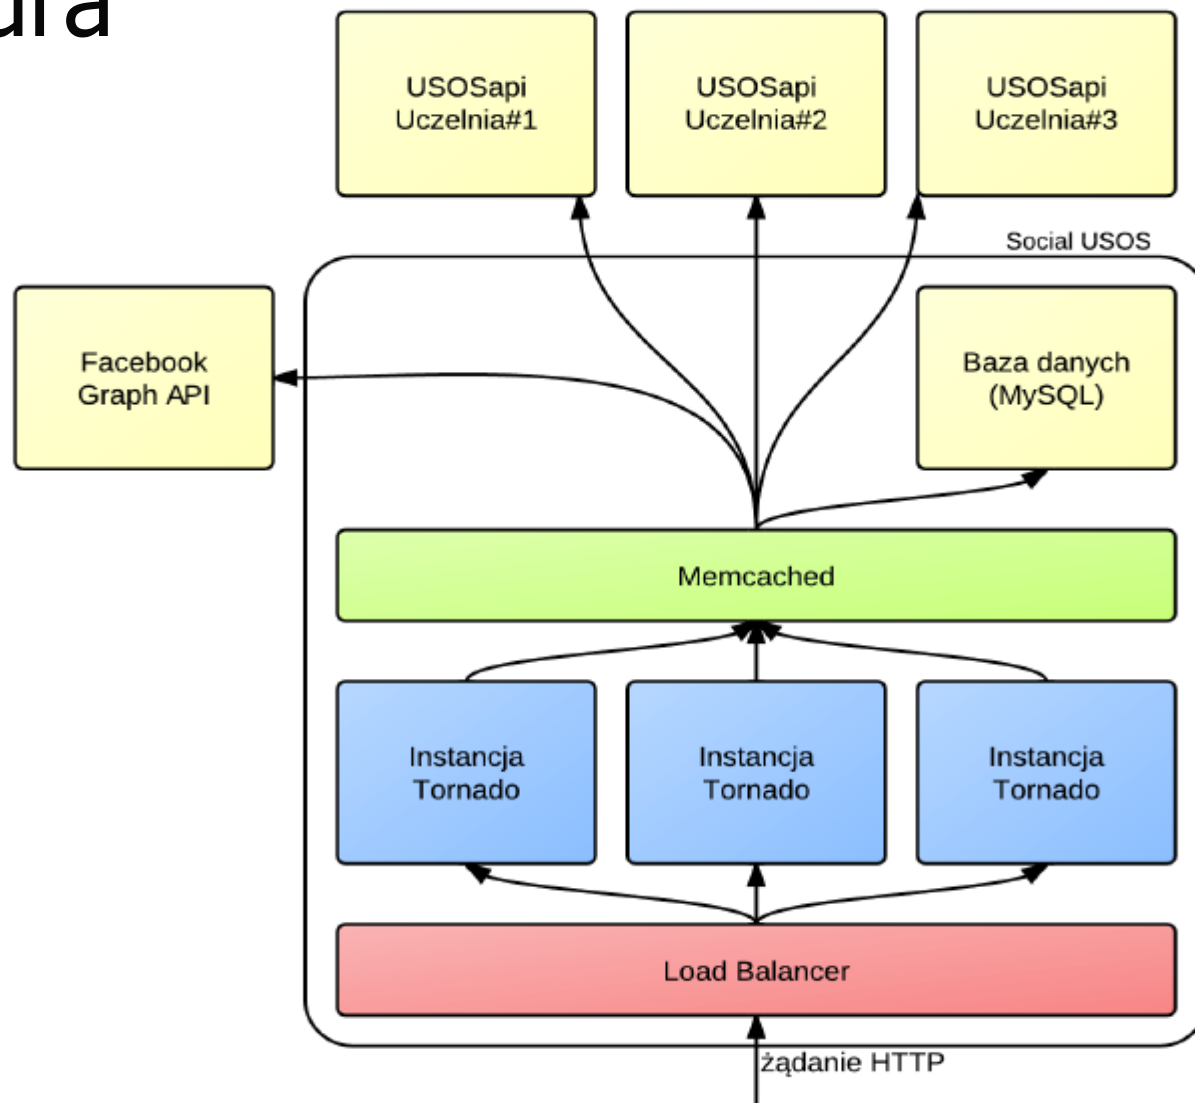 ura
USOSapi
Uczelnia#1
USOSapi
Uczelnia#2
USOSapi
Uczelnia#3
Social USOS
Facebook
Graph API
Baza danych
(MySQL)
Memcached
Instancja
Tornado
Instancja
Tornado
Instancja
Tornado
Load Balancer
żądanie HTTP